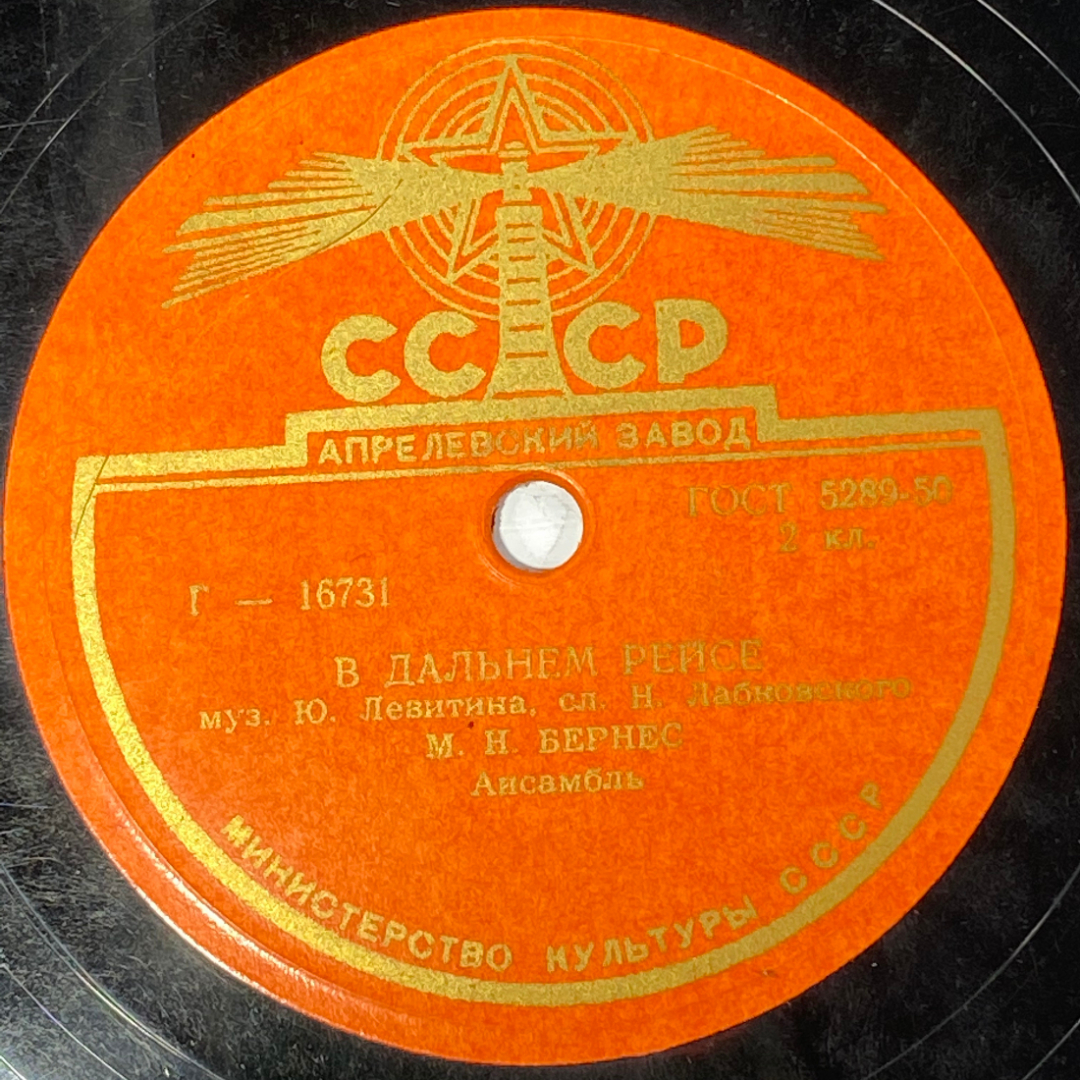 СССР
АПРЕЛЕВСКИЙ ЗАВОД
ГОСТ 5289-50
2 кл.
Г — 16731
В ДАЛЬНЕМ РЕЙСЕ
муз. Ю. Левитина, сл. Н. Лабковского
М. Н. БЕРНЕС
Ансамбль
МИНИСТЕРСТВО КУЛЬТУРЫ СССР